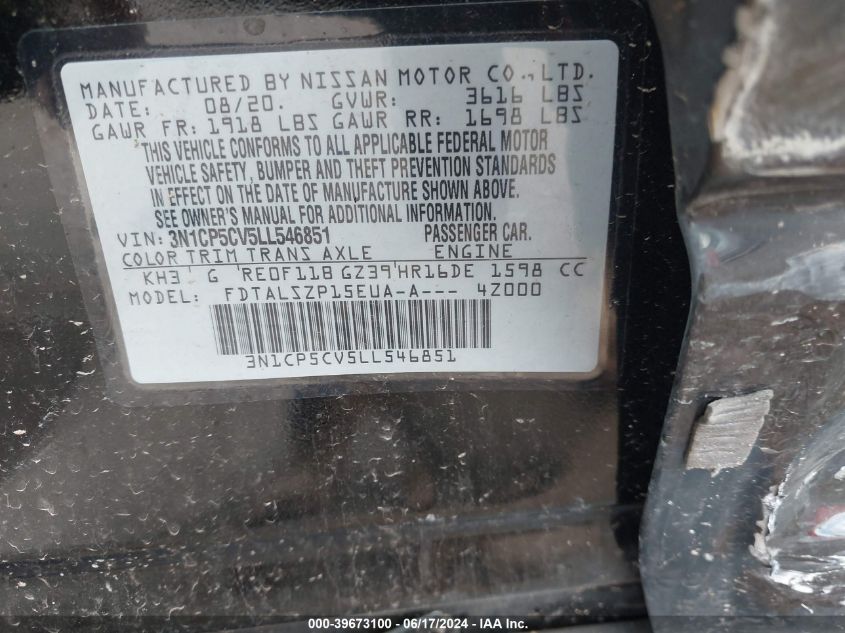 MANUFACTURED BY NISSAN MOTOR CO., LTD.
DATE: 08/20. GVWR: 3616 LBS
GAWR FR: 1918 LBS GAWR RR: 1698 LBS
THIS VEHICLE CONFORMS TO ALL APPLICABLE FEDERAL MOTOR
VEHICLE SAFETY, BUMPER AND THEFT PREVENTION STANDARDS
IN EFFECT ON THE DATE OF MANUFACTURE SHOWN ABOVE.
SEE OWNER'S MANUAL FOR ADDITIONAL INFORMATION.
VIN: 3N1CP5CV5LL546851 PASSENGER CAR.
COLOR TRIM TRANS AXLE ENGINE
KH3 G 'RE0F11B GZ39'HR16DE 1598 CC
MODEL: FDTALSZP15EUA-A--- 4Z000
3N1CP5CV5LL546851
000-39673100 - 06/17/2024 - IAA Inc.